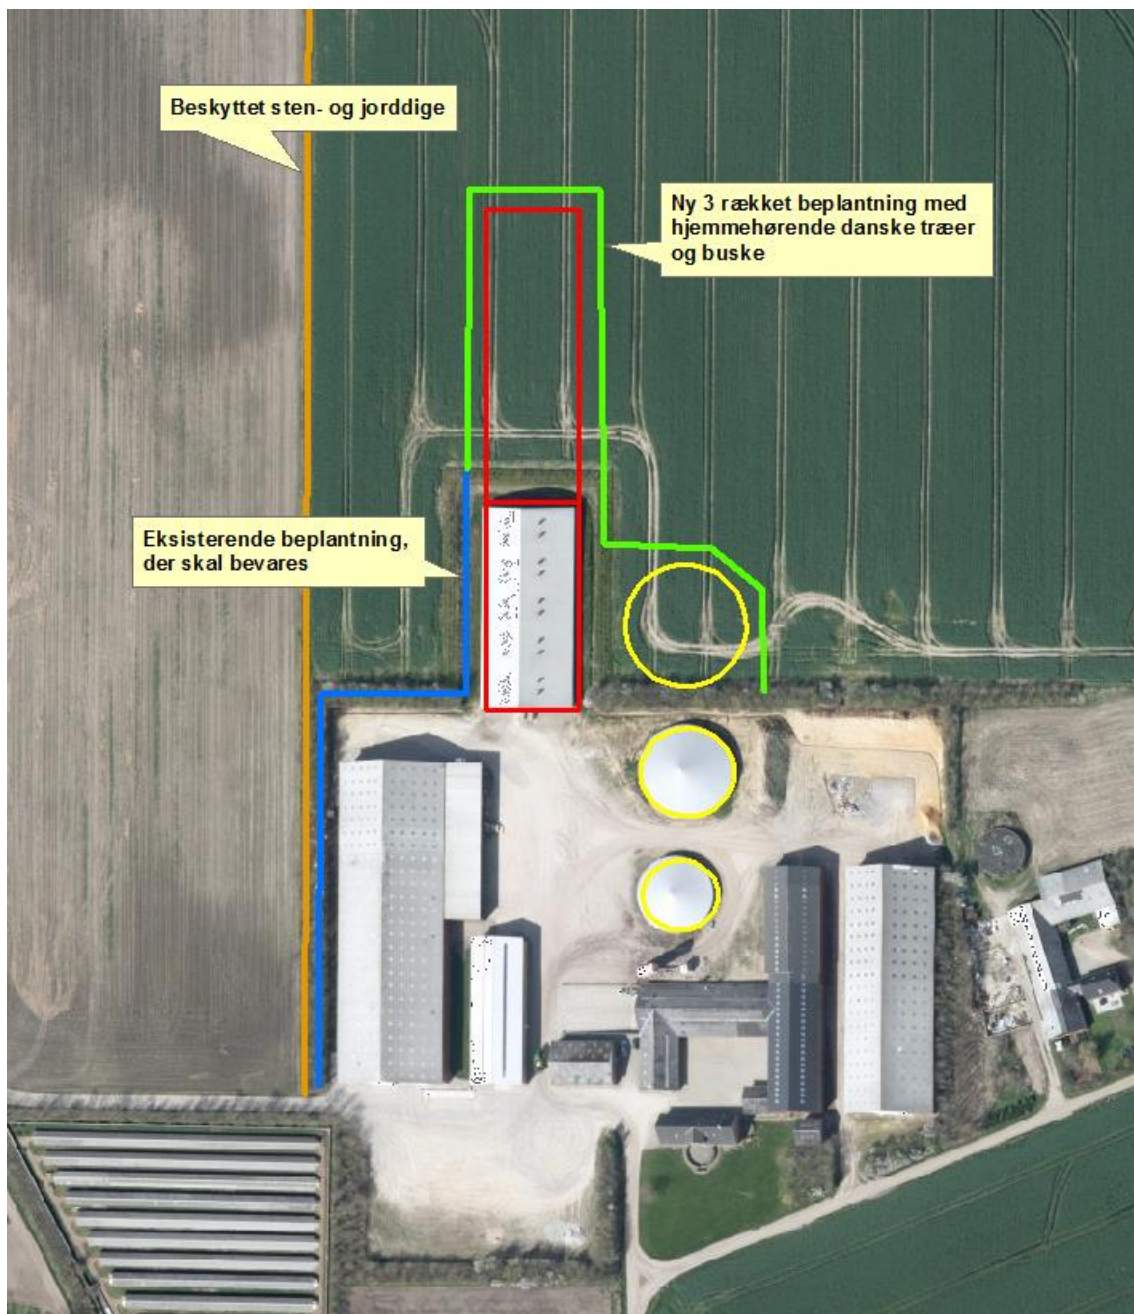 Beskyttet sten- og jorddige
Ny 3 rækket beplantning med
hjemmehørende danske træer
og buske
Eksisterende beplantning,
der skal bevares